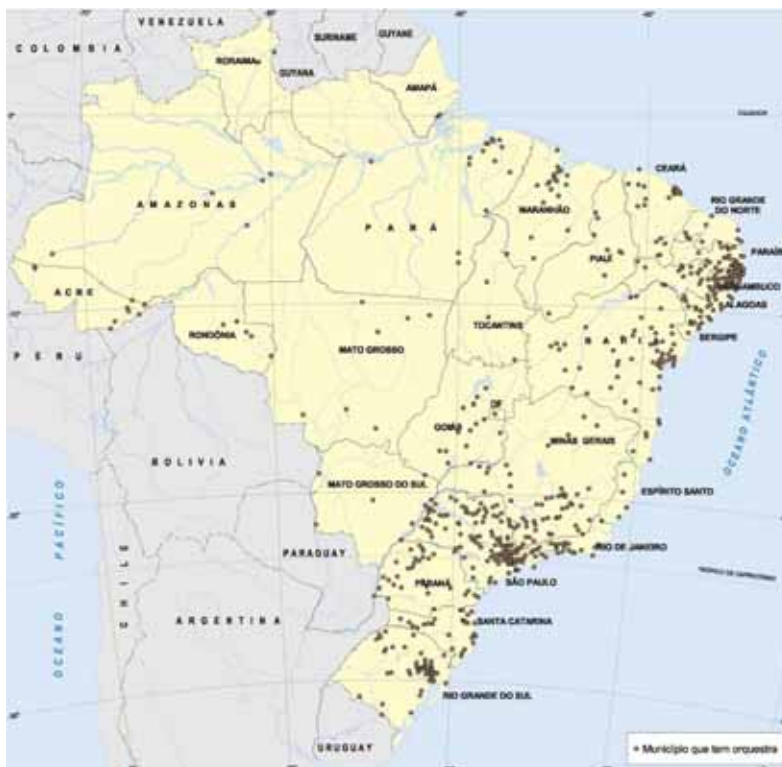 VENEZUELA
COLOMBIA
SURINAME
GUYANE
RORAIMA
GUYANA
AMAPÁ
CEARÁ
AMAZONAS
PARÁ
MARANHÃO
RIO GRANDE
DO NORTE
PIAUÍ
ACRE
ALAGOAS
TOCANTINS
RONDÔNIA
SERGIPE
PERU
MATO GROSSO
DF
GOIÁS
OCEANO ATLÂNTICO
BOLIVIA
MINAS GERAIS
MATO GROSSO DO SUL
ESPÍRITO SANTO
OCEANO PACÍFICO
PARAGUAY
RIO DE JANEIRO
CHILE
PARANÁ
SÃO PAULO
ARGENTINA
SANTA CATARINA
RIO GRANDE DO SUL
URUGUAY
Município que tem orquestra